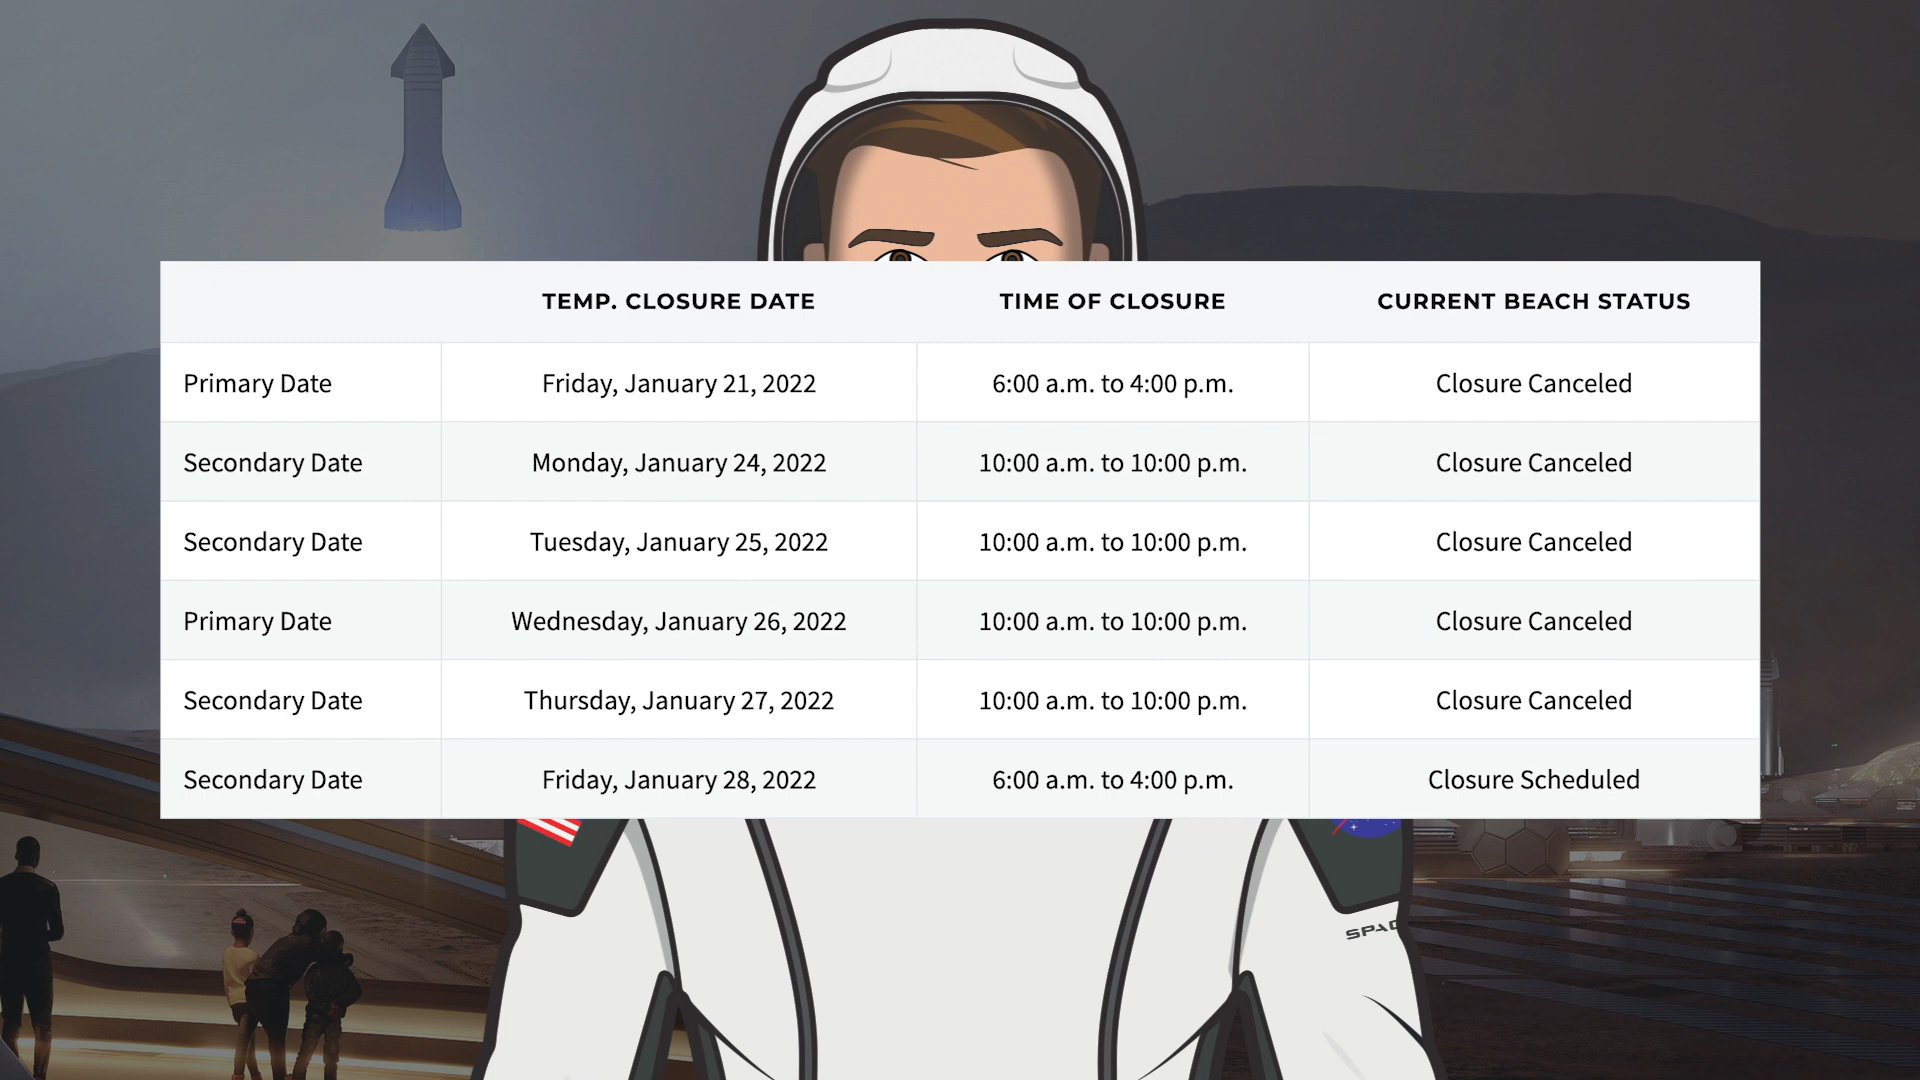 TEMP. CLOSURE DATE TIME OF CLOSURE CURRENT BEACH STATUS
Primary Date Friday, January 21, 2022 6:00 a.m. to 4:00 p.m. Closure Canceled
Secondary Date Monday, January 24, 2022 10:00 a.m. to 10:00 p.m. Closure Canceled
Secondary Date Tuesday, January 25, 2022 10:00 a.m. to 10:00 p.m. Closure Canceled
Primary Date Wednesday, January 26, 2022 10:00 a.m. to 10:00 p.m. Closure Canceled
Secondary Date Thursday, January 27, 2022 10:00 a.m. to 10:00 p.m. Closure Canceled
Secondary Date Friday, January 28, 2022 6:00 a.m. to 4:00 p.m. Closure Scheduled
SPAC